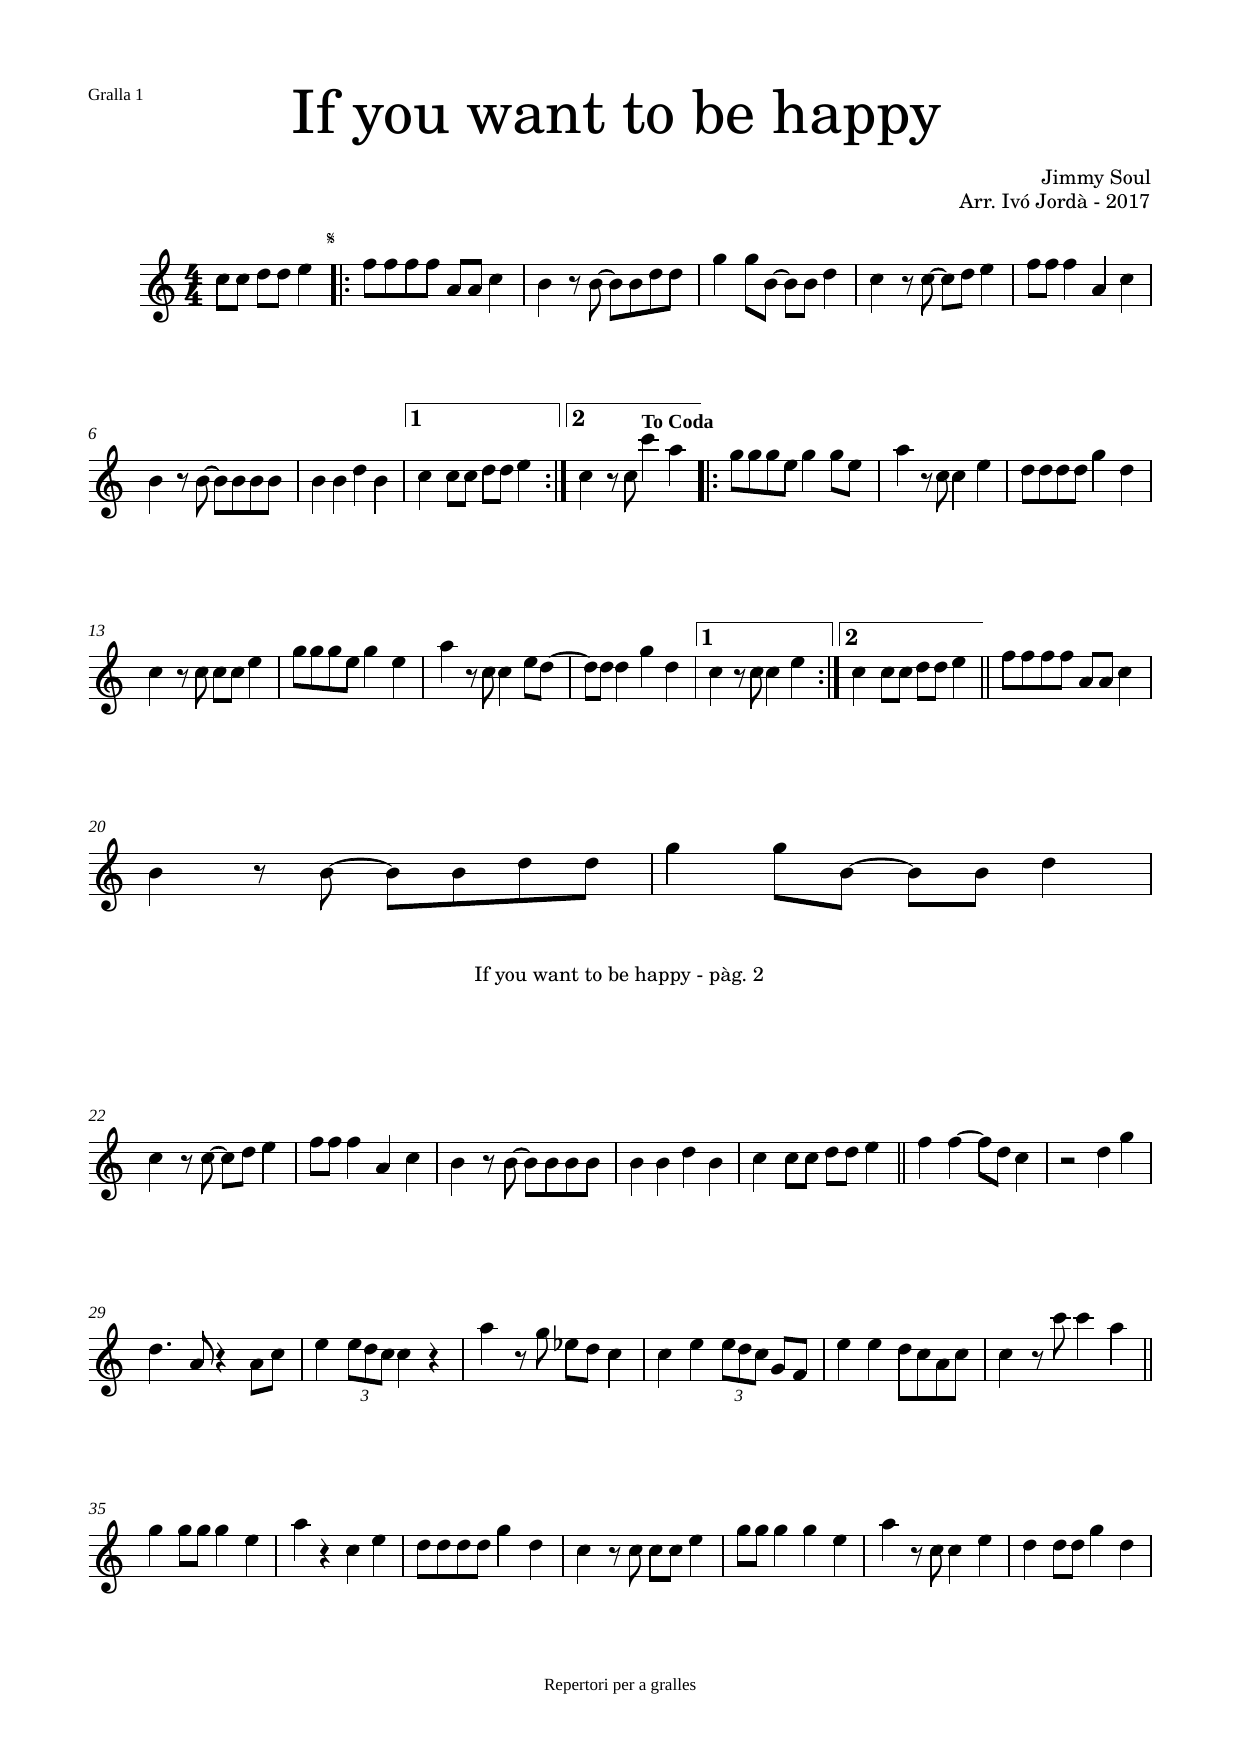 Gralla 1
If you want to be happy
Jimmy Soul
Arr. Ivó Jordà - 2017
4
4
1
2
To Coda
6
1
2
13
20
If you want to be happy - pàg. 2
22
29
3
3
35
Repertori per a gralles